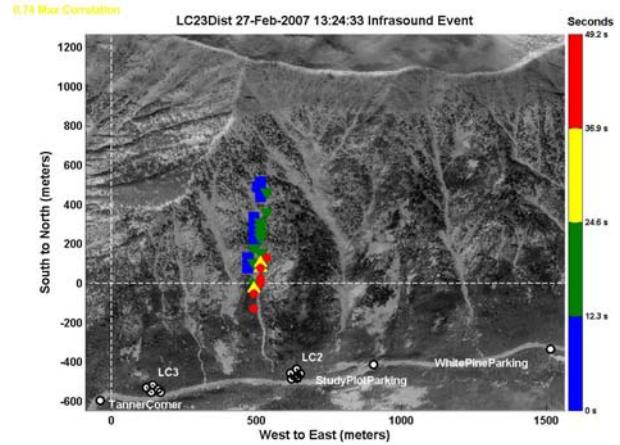 0.74 Max Correlation
LC23Dist 27-Feb-2007 13:24:33 Infrasound Event
Seconds
49.2 s
36.9 s
24.6 s
12.3 s
0 s
South to North (meters)
1200
1000
800
600
400
200
0
-200
-400
-600
LC3
TannerCorner
LC2
StudyPlotParking
WhitePineParking
0
500
1000
1500
West to East (meters)